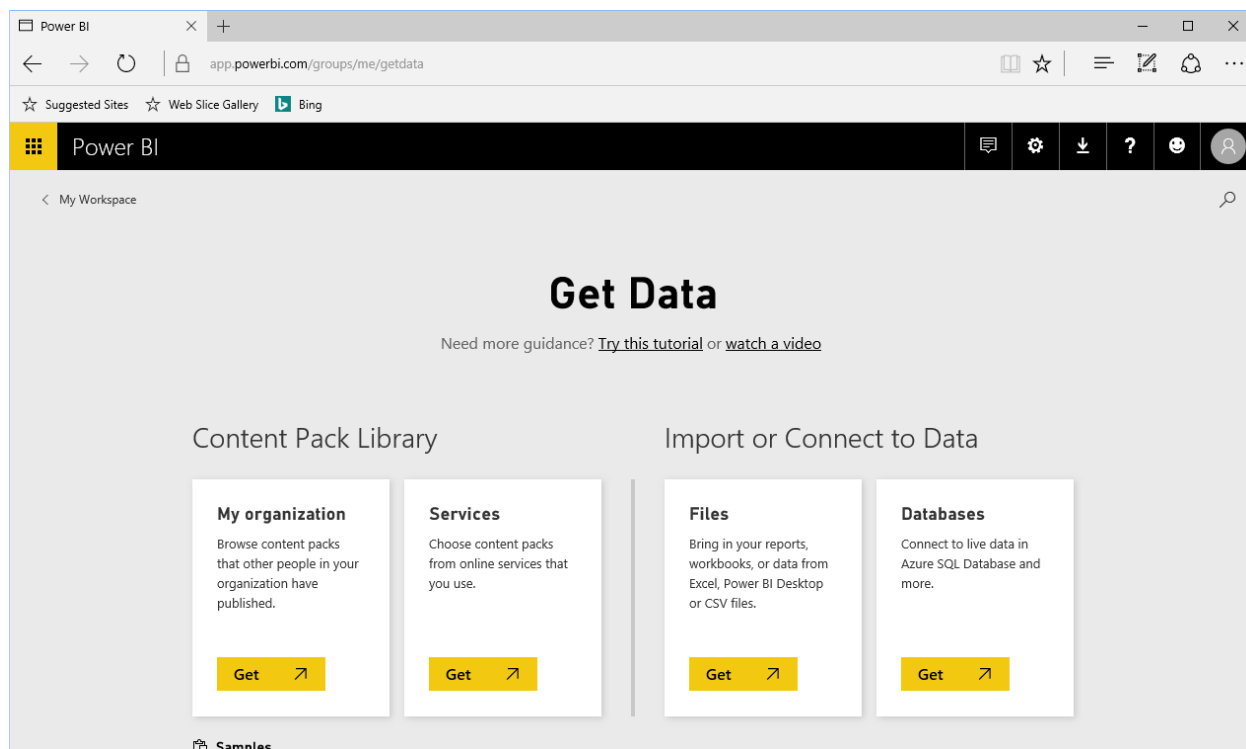 Power BI
app.powerbi.com/groups/me/getdata
Suggested Sites Web Slice Gallery Bing
Power BI
My Workspace
Get Data
Need more guidance? Try this tutorial or watch a video
Content Pack Library
Import or Connect to Data
My organization
Browse content packs
that other people in your
organization have
published.
Get
Services
Choose content packs
from online services that
you use.
Get
Files
Bring in your reports,
workbooks, or data from
Excel, Power BI Desktop
or CSV files.
Get
Databases
Connect to live data in
Azure SQL Database and
more.
Get
Samples